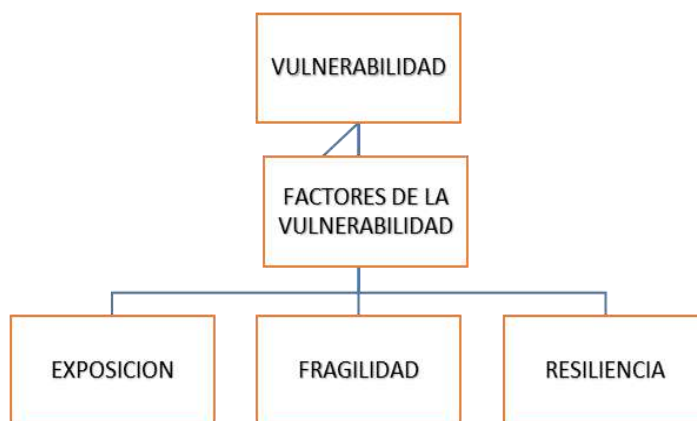 VULNERABILIDAD
FACTORES DE LA
VULNERABILIDAD
EXPOSICION
FRAGILIDAD
RESILIENCIA